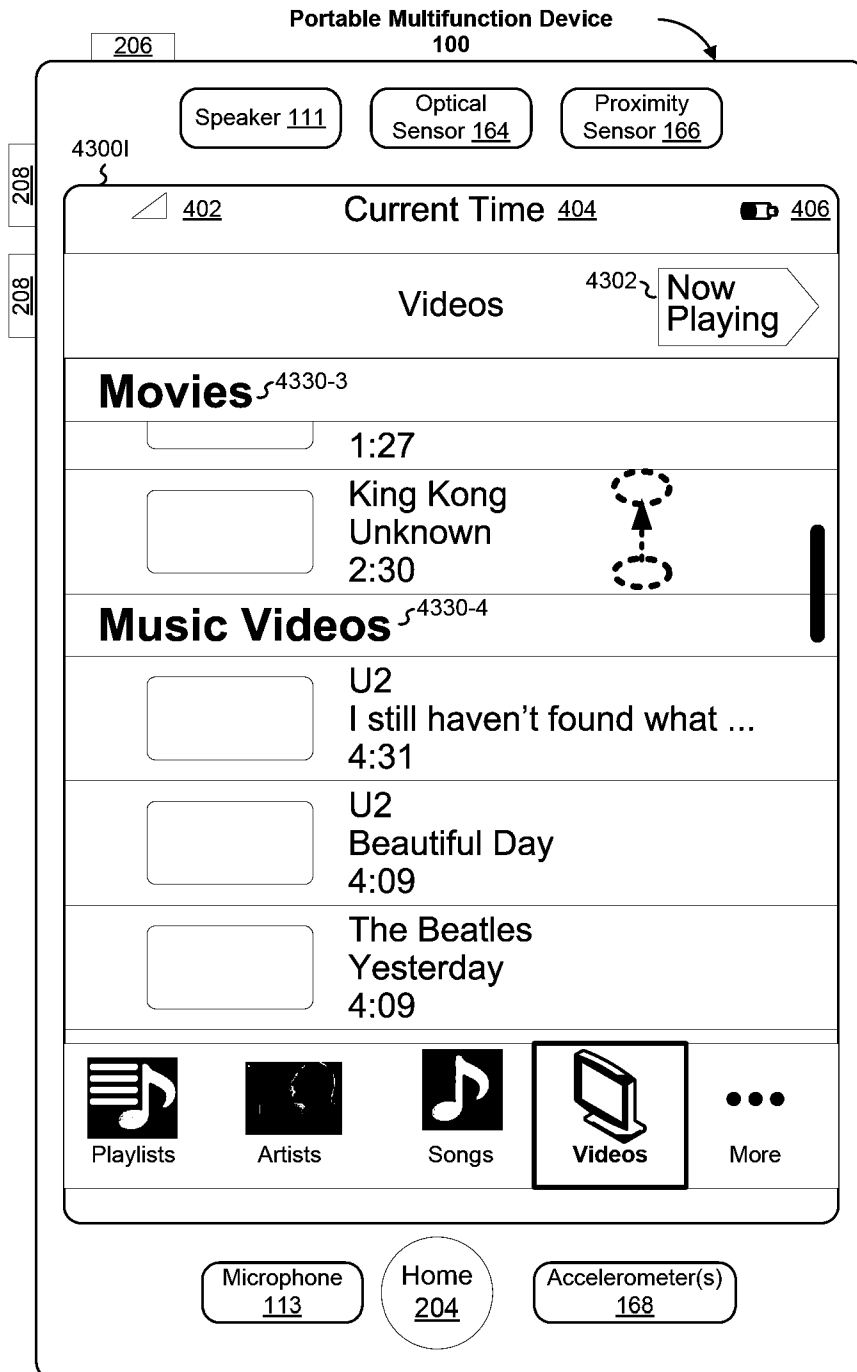 Portable Multifunction Device
100
206
Speaker 111
Optical
Sensor 164
Proximity
Sensor 166
4300I
208
208
402
Current Time 404
406
Videos
4302
Now
Playing
Movies
4330-3
1:27
King Kong
Unknown
2:30
Music Videos
4330-4
U2
I still haven't found what ...
4:31
U2
Beautiful Day
4:09
The Beatles
Yesterday
4:09
Playlists
Artists
Songs
Videos
More
Microphone
113
Home
204
Accelerometer(s)
168